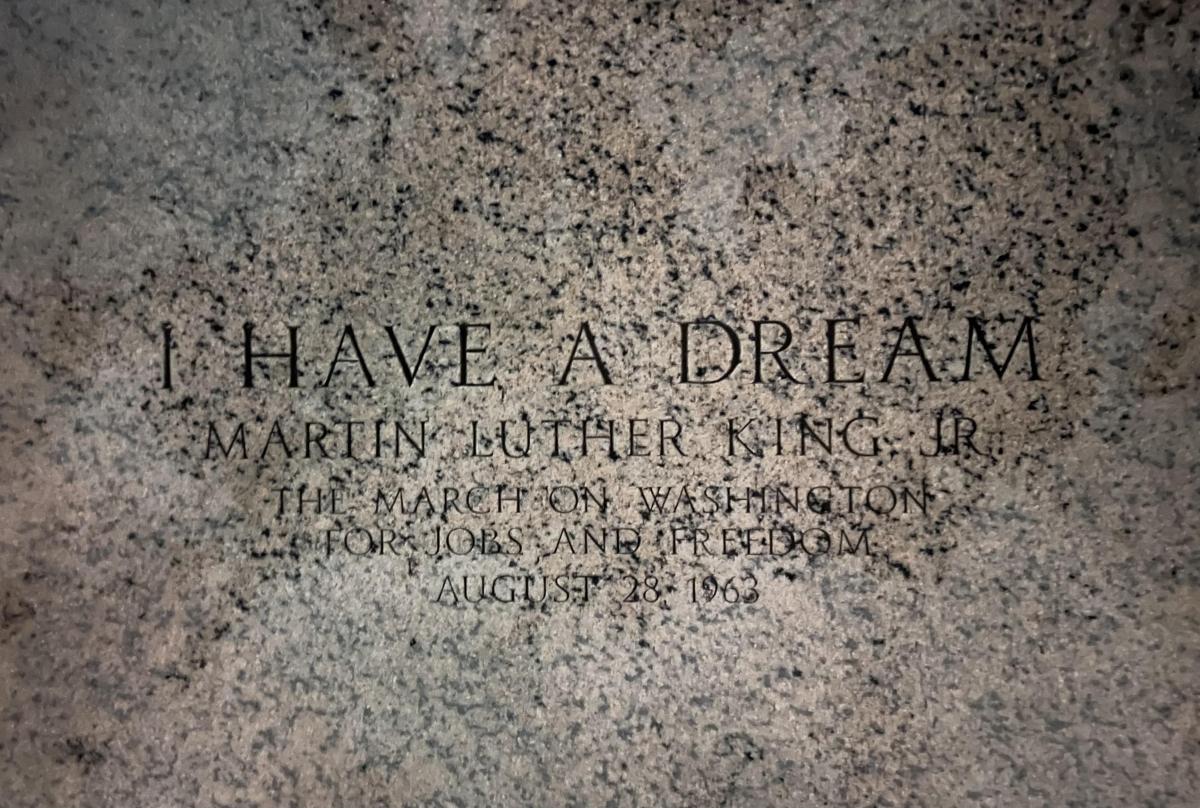 I HAVE A DREAM
MARTIN LUTHER KING, JR.
THE MARCH ON WASHINGTON
FOR JOBS AND FREEDOM
AUGUST 28, 1963